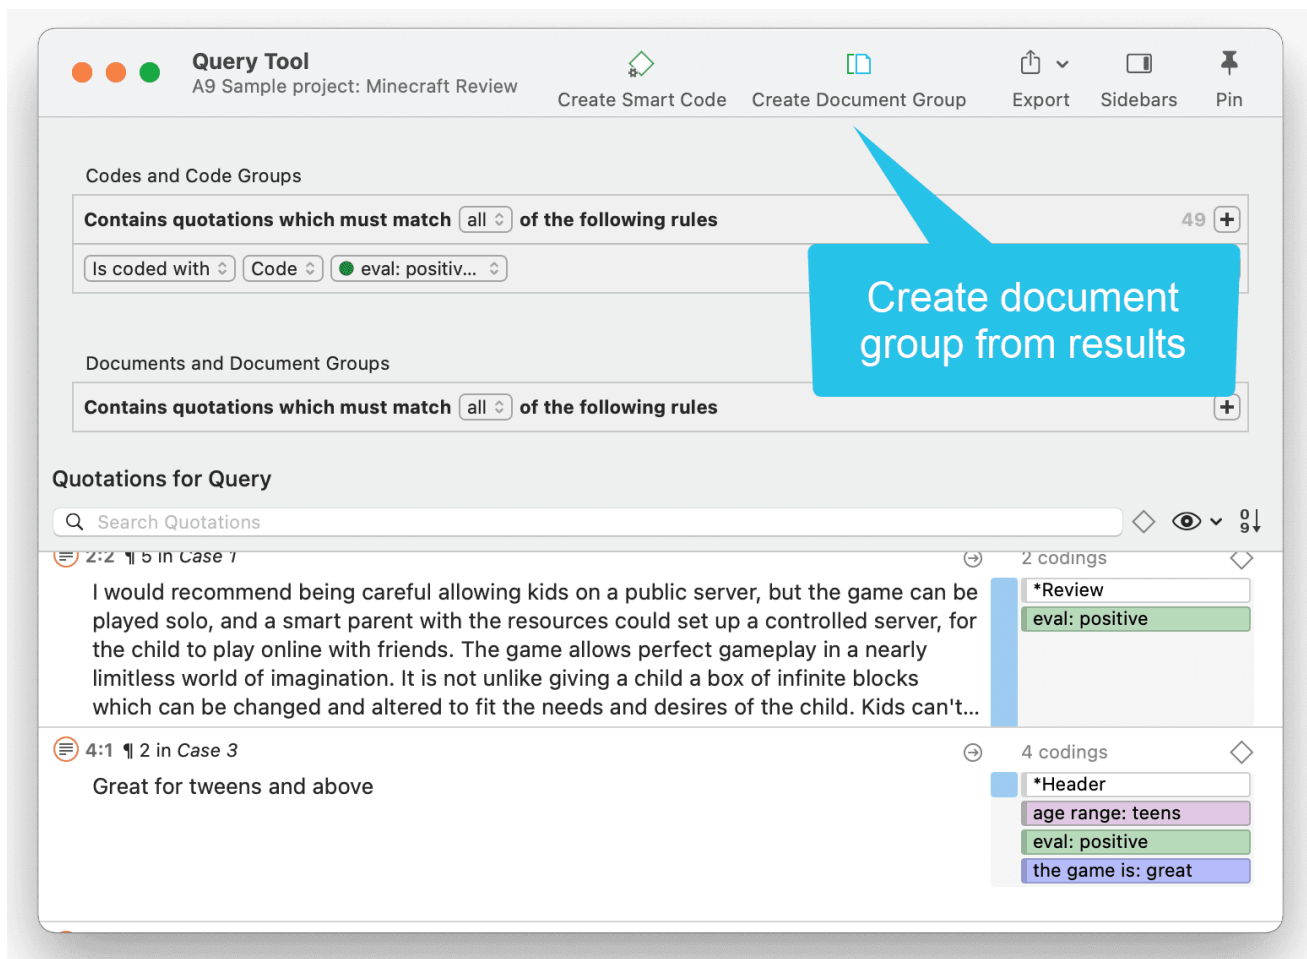 Query Tool
A9 Sample project: Minecraft Review
Create Smart Code
Create Document Group
Export
Sidebars
Pin
Codes and Code Groups
Contains quotations which must match all of the following rules
49
Is coded with Code eval: positiv...
Create document
group from results
Documents and Document Groups
Contains quotations which must match all of the following rules
Quotations for Query
Search Quotations
2:2 ¶ 5 in Case 1
2 codings
I would recommend being careful allowing kids on a public server, but the game can be
played solo, and a smart parent with the resources could set up a controlled server, for
the child to play online with friends. The game allows perfect gameplay in a nearly
limitless world of imagination. It is not unlike giving a child a box of infinite blocks
which can be changed and altered to fit the needs and desires of the child. Kids can't...
*Review
eval: positive
4:1 ¶ 2 in Case 3
4 codings
Great for tweens and above
*Header
age range: teens
eval: positive
the game is: great